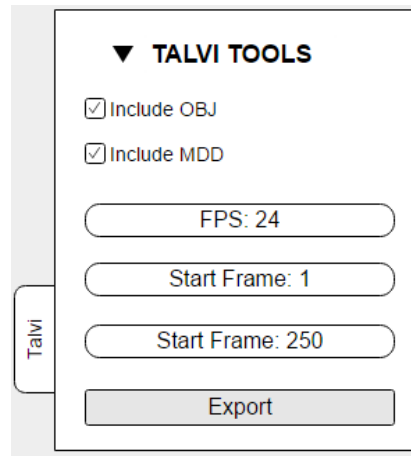 TALVI TOOLS
Include OBJ
Include MDD
FPS: 24
Start Frame: 1
Start Frame: 250
Talvi
Export